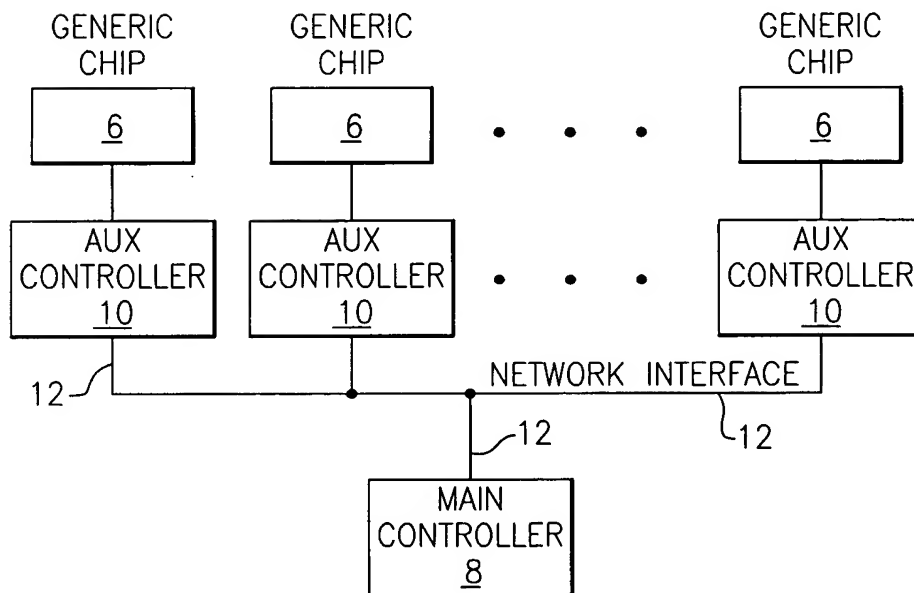 GENERIC CHIP
GENERIC CHIP
GENERIC CHIP
6
6
6
AUX CONTROLLER 10
AUX CONTROLLER 10
AUX CONTROLLER 10
12
NETWORK INTERFACE
12
12
MAIN CONTROLLER 8